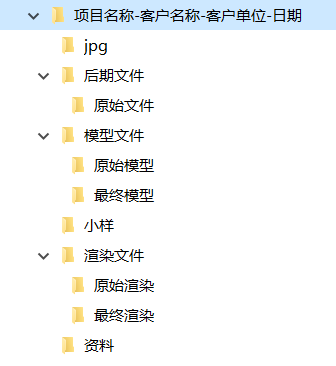 项目名称-客户名称-客户单位-日期
jpg
后期文件
原始文件
模型文件
原始模型
最终模型
小样
渲染文件
原始渲染
最终渲染
资料